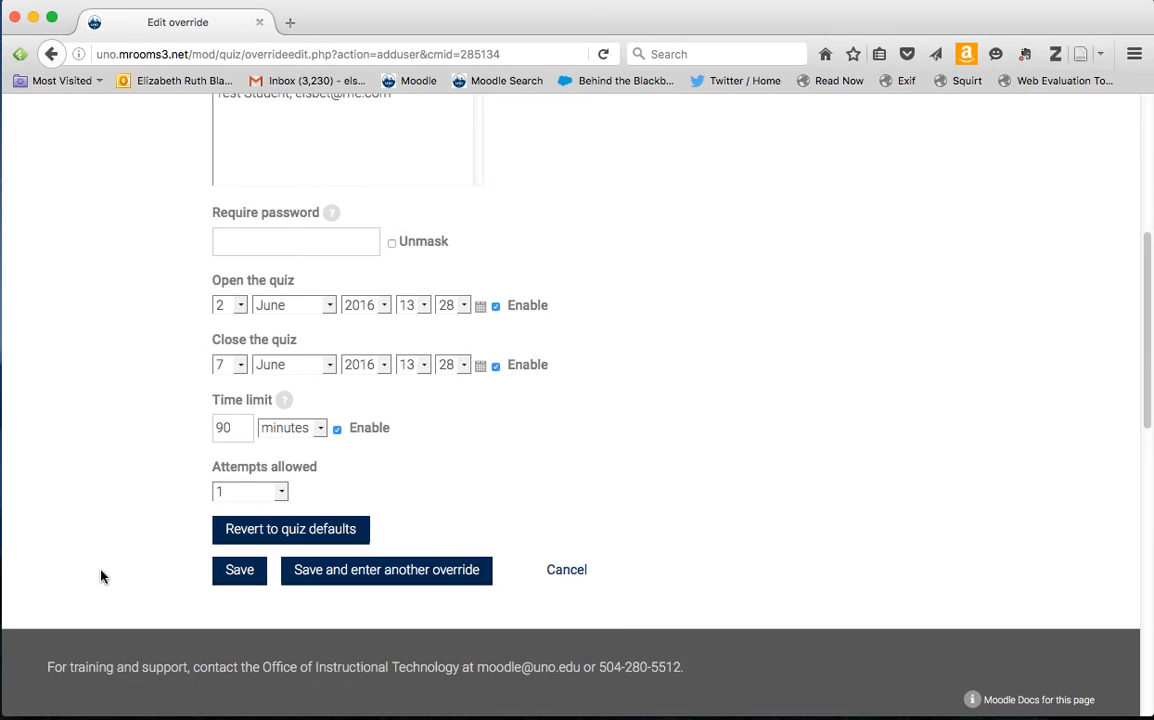 Edit override
uno.mrooms3.net/mod/quiz/overrideedit.php?action=adduser&cmid=285134
Search
Most Visited Elizabeth Ruth Bla... Inbox (3,230) - els... Moodle Moodle Search Behind the Blackb... Twitter / Home Read Now Exif Squirt Web Evaluation To...
Test Student, elsbet@me.com
Require password ?
Unmask
Open the quiz
2 June 2016 13 28 Enable
Close the quiz
7 June 2016 13 28 Enable
Time limit ?
90 minutes Enable
Attempts allowed
1
Revert to quiz defaults
Save Save and enter another override Cancel
For training and support, contact the Office of Instructional Technology at moodle@uno.edu or 504-280-5512.
Moodle Docs for this page